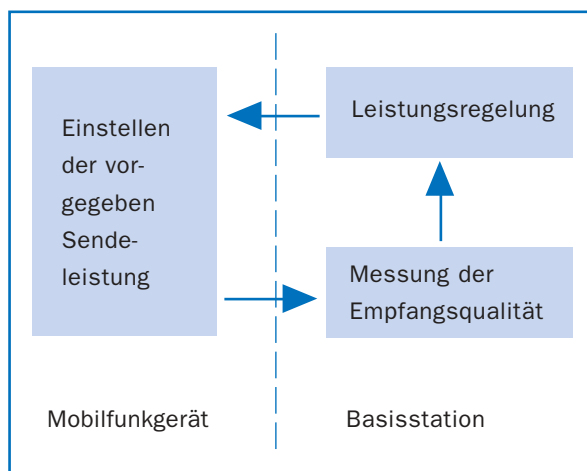 Einstellen
der vor-
gegeben
Sende-
leistung
Leistungsregelung
Messung der
Empfangsqualität
Mobilfunkgerät
Basisstation